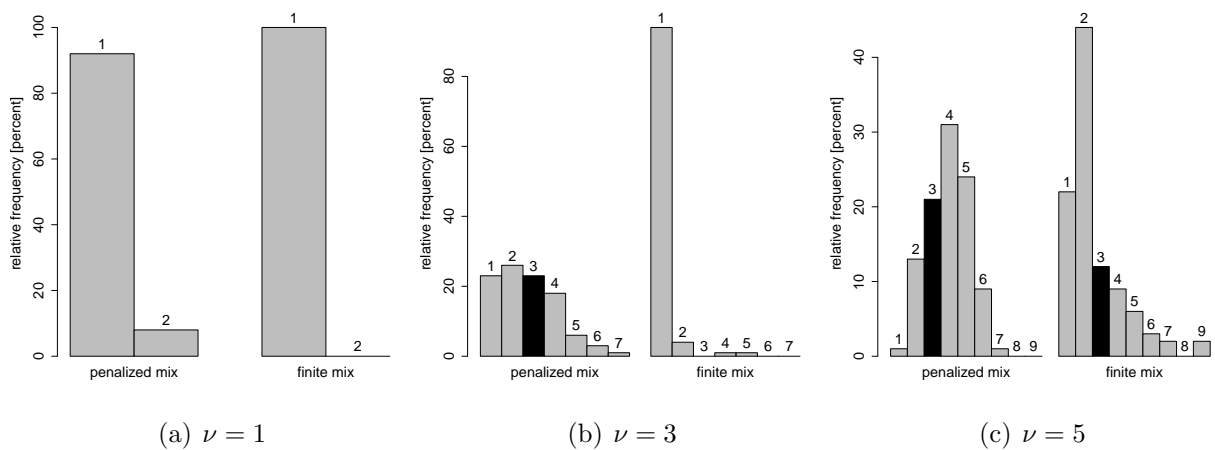 relative frequency [percent]
0 20 40 60 80 100
1
2
1
2
penalized mix finite mix
(a) ν = 1
relative frequency [percent]
0 20 40 60 80
1 2 3 4 5 6 7
1 2 3 4 5 6 7
penalized mix finite mix
(b) ν = 3
relative frequency [percent]
0 10 20 30 40
1 2 3 4 5 6 7 8 9
1 2 3 4 5 6 7 8 9
penalized mix finite mix
(c) ν = 5